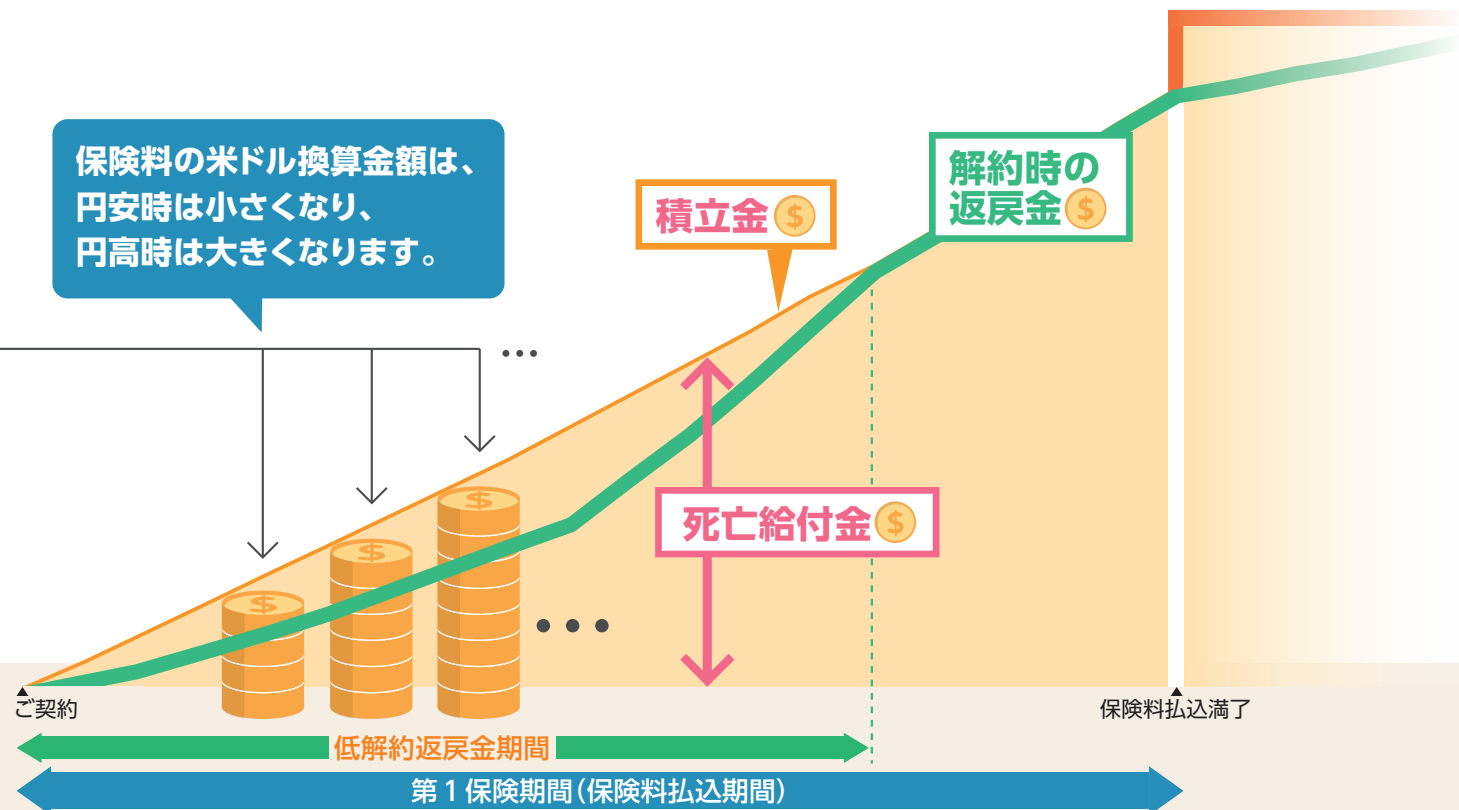 保険料の米ドル換算金額は、
円安時は小さくなり、
円高時は大きくなります。
積立金 $
解約時の
返戻金 $
…
死亡給付金 $
$
$
$
…
▲
ご契約
▲
保険料払込満了
低解約返戻金期間
第1保険期間(保険料払込期間)